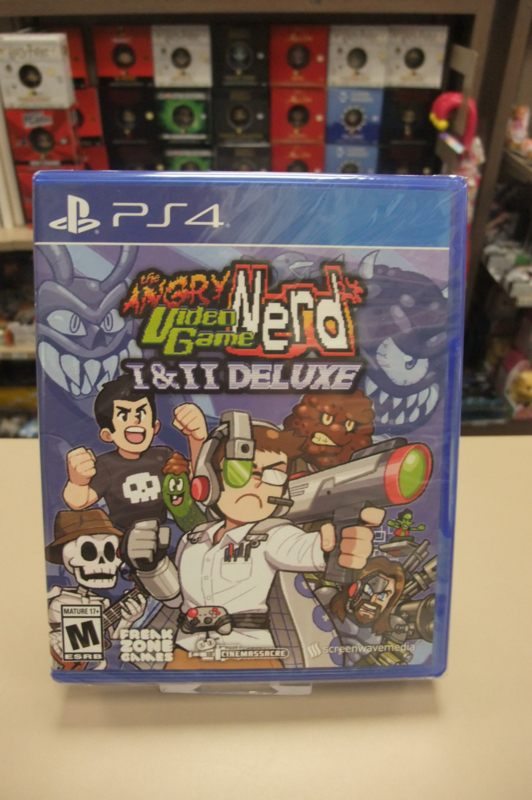 PS4
the
ANGRY
Video
Game
Nerd
I & II DELUXE
MATURE 17+
M
ESRB
FREAK
ZONE
GAMES
CINEMASSACRE
screenwavemedia